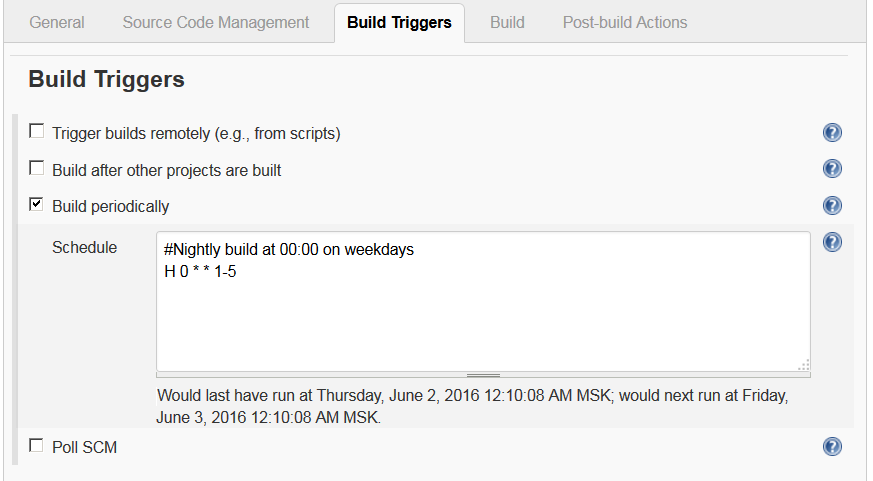 General Source Code Management Build Triggers Build Post-build Actions
Build Triggers
Trigger builds remotely (e.g., from scripts)
Build after other projects are built
Build periodically
Schedule
#Nightly build at 00:00 on weekdays
H 0 * * 1-5
Would last have run at Thursday, June 2, 2016 12:10:08 AM MSK; would next run at Friday,
June 3, 2016 12:10:08 AM MSK.
Poll SCM